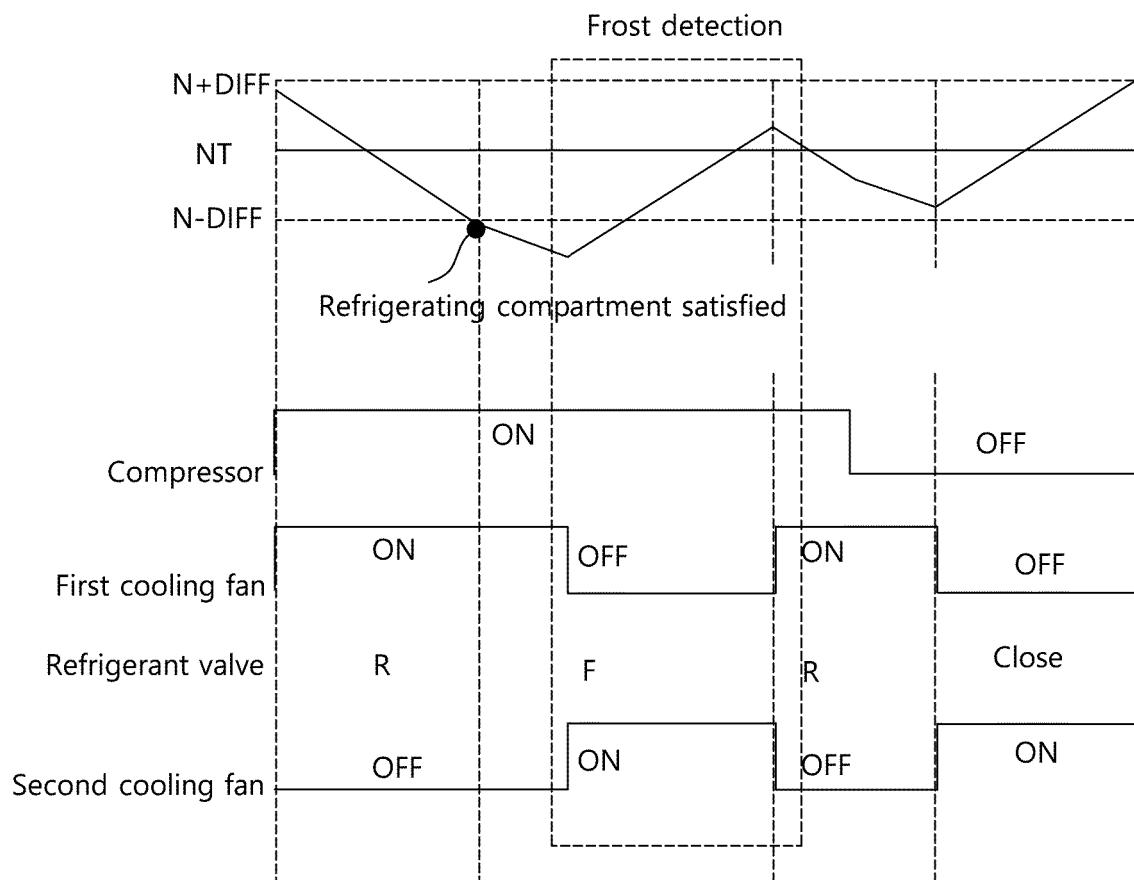 Frost detection
N+DIFF
NT
N-DIFF
Refrigerating compartment satisfied
ON
OFF
Compressor
ON
OFF
ON
OFF
First cooling fan
Refrigerant valve
R
F
R
Close
OFF
ON
OFF
ON
Second cooling fan